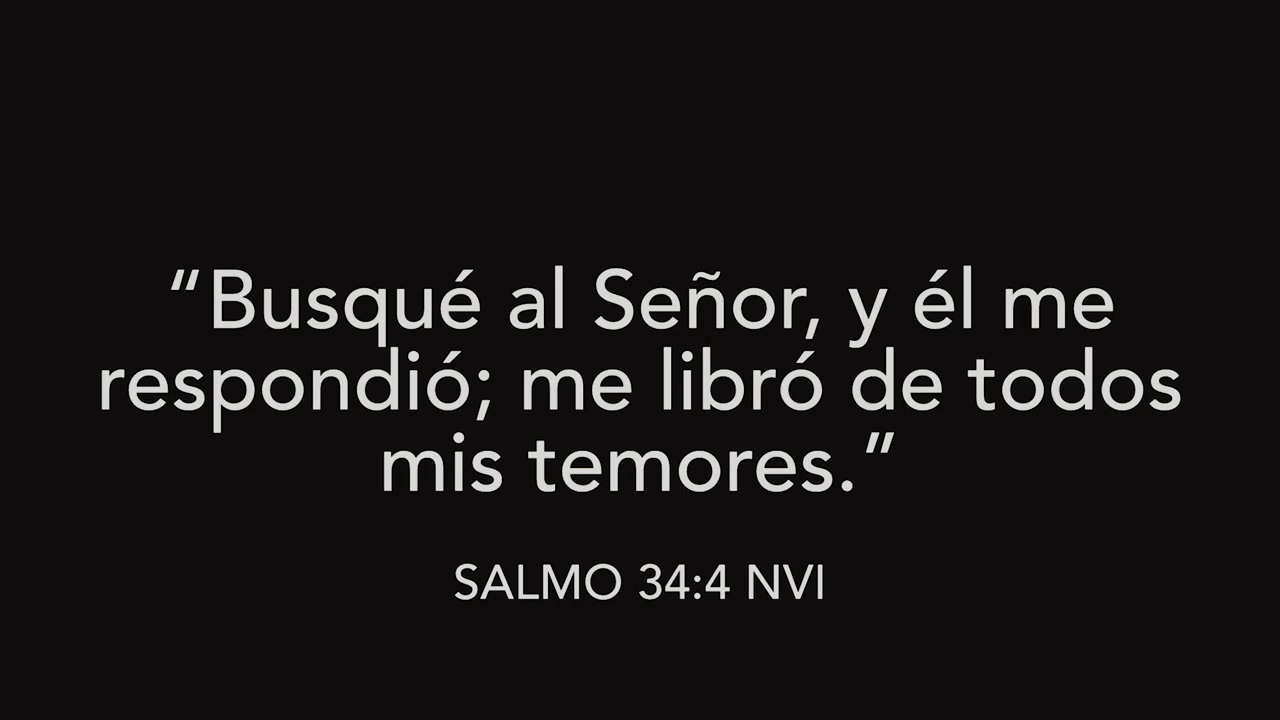 “Busqué al Señor, y él me
respondió; me libró de todos
mis temores.”
SALMO 34:4 NVI